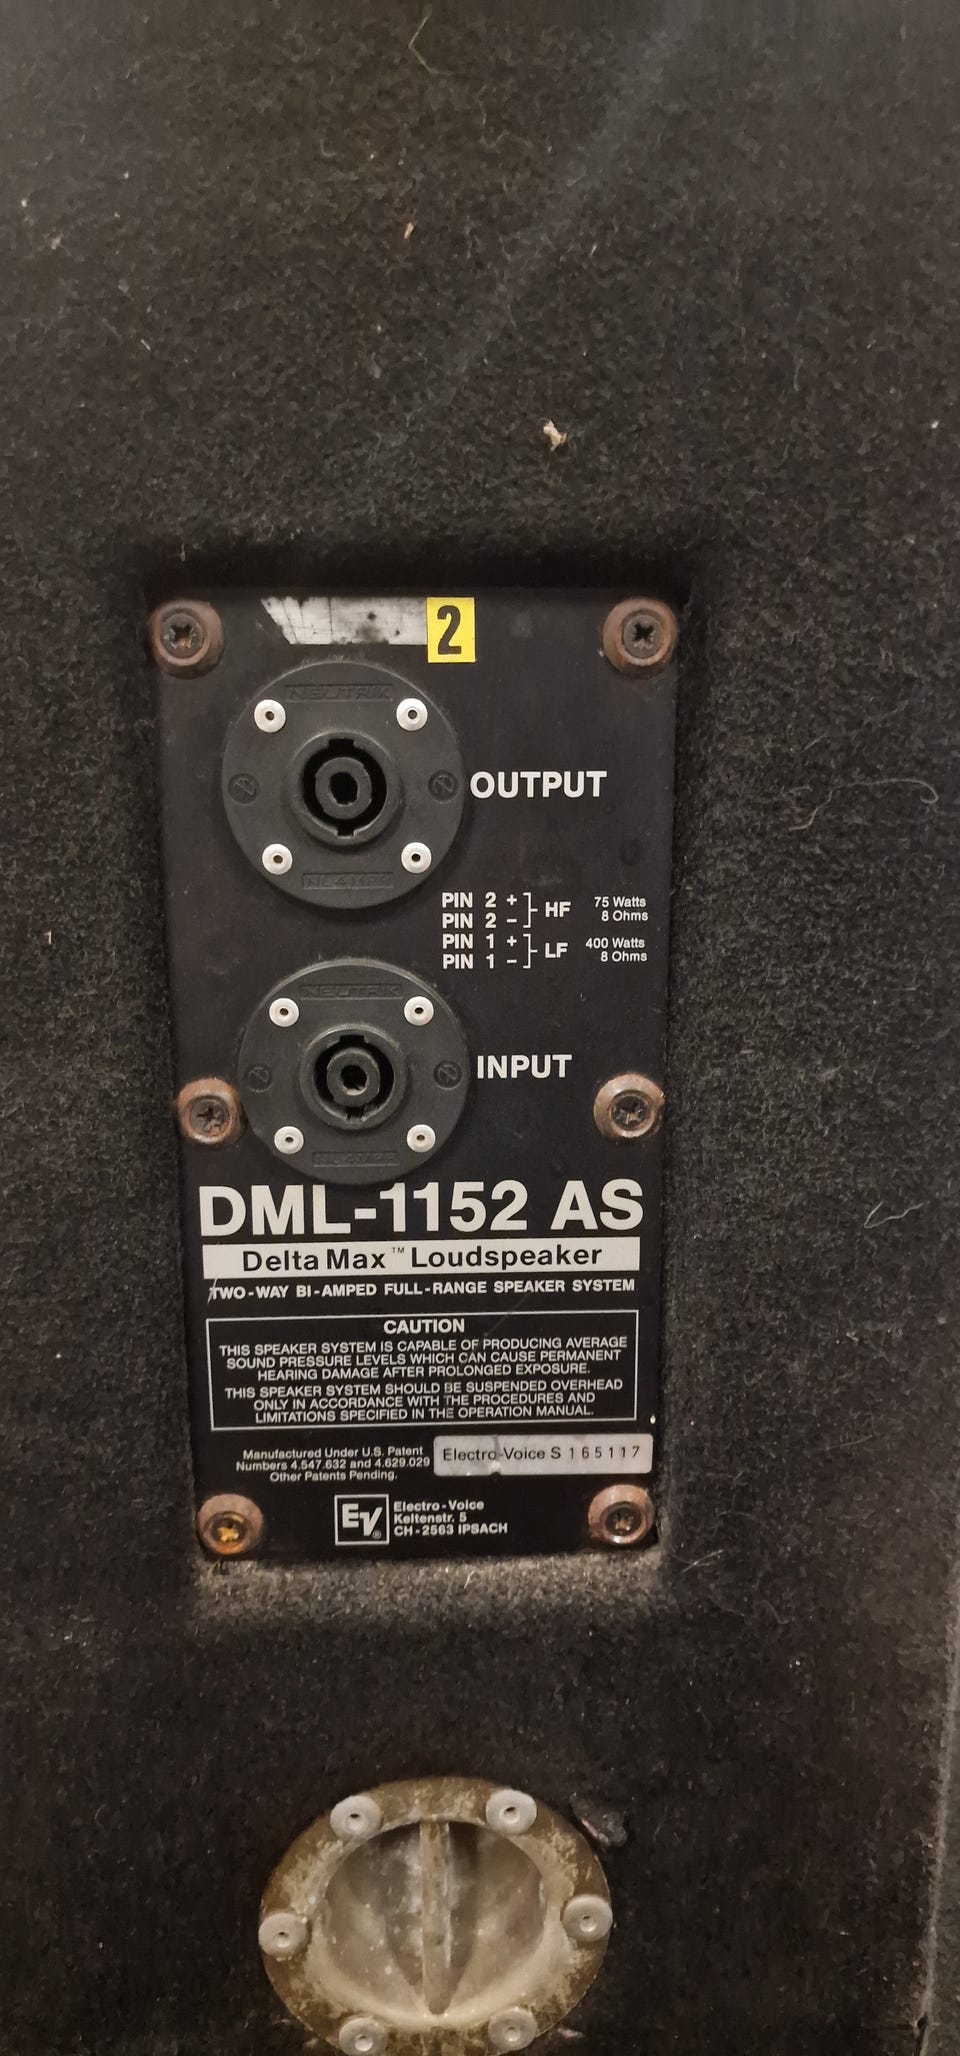 2
NEUTRIK
OUTPUT
NL4MPR
PIN 2 + HF 75 Watts
PIN 2 - 8 Ohms
PIN 1 + LF 400 Watts
PIN 1 - 8 Ohms
NEUTRIK
INPUT
NL4MPR
DML-1152 AS
Delta Max™ Loudspeaker
TWO-WAY BI-AMPED FULL-RANGE SPEAKER SYSTEM
CAUTION
THIS SPEAKER SYSTEM IS CAPABLE OF PRODUCING AVERAGE
SOUND PRESSURE LEVELS WHICH CAN CAUSE PERMANENT
HEARING DAMAGE AFTER PROLONGED EXPOSURE.
THIS SPEAKER SYSTEM SHOULD BE SUSPENDED OVERHEAD
ONLY IN ACCORDANCE WITH THE PROCEDURES AND
LIMITATIONS SPECIFIED IN THE OPERATION MANUAL.
Manufactured Under U.S. Patent
Numbers 4.547.632 and 4.629.029
Other Patents Pending.
Electro-Voice S 165117
EV®
Electro-Voice
Keltenstr. 5
CH-2563 IPSACH